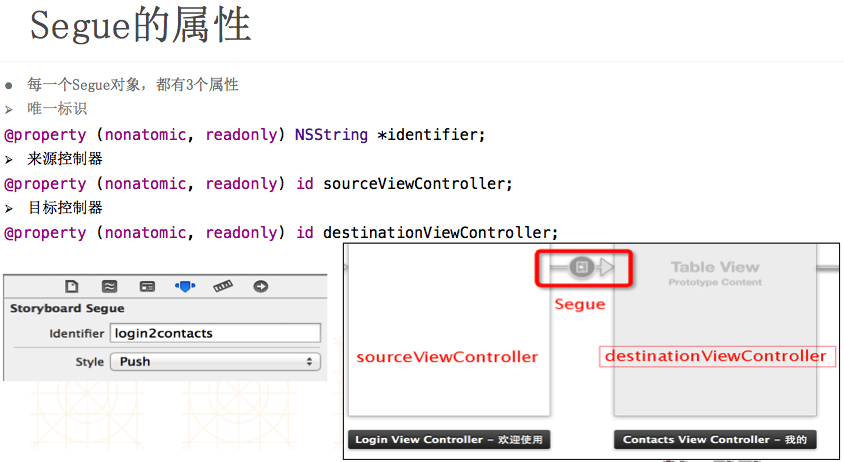 Segue的属性
每一个Segue对象，都有3个属性
唯一标识
@property (nonatomic, readonly) NSString *identifier;
来源控制器
@property (nonatomic, readonly) id sourceViewController;
目标控制器
@property (nonatomic, readonly) id destinationViewController;
Storyboard Segue
Identifier login2contacts
Style Push
Table View
Prototype Content
Segue
sourceViewController
destinationViewController
Login View Controller – 欢迎使用
Contacts View Controller – 我的